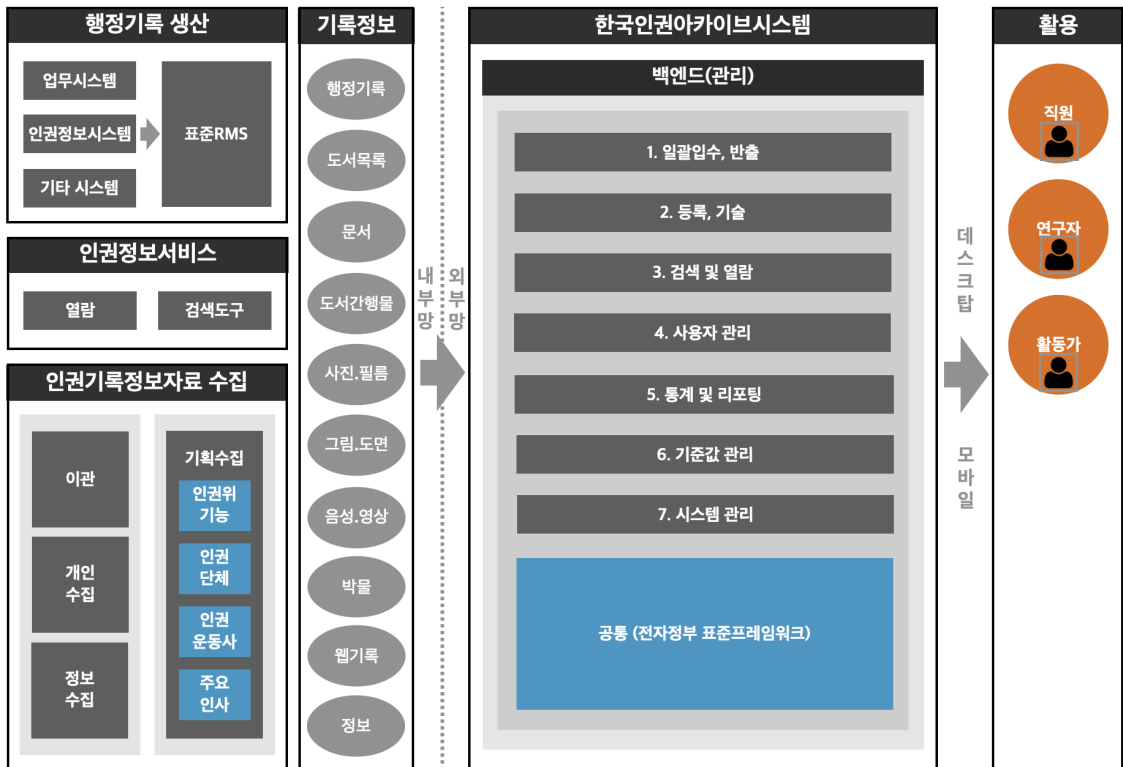 행정기록 생산
업무시스템
인권정보시스템
기타 시스템
표준RMS
인권정보서비스
열람
검색도구
인권기록정보자료 수집
이관
개인
수집
정보
수집
기획수집
인권위
기능
인권
단체
인권
운동사
주요
인사
기록정보
행정기록
도서목록
문서
도서간행물
사진.필름
그림.도면
음성.영상
박물
웹기록
정보
내부망
외부망
한국인권아카이브시스템
백엔드(관리)
1. 일괄입수, 반출
2. 등록, 기술
3. 검색 및 열람
4. 사용자 관리
5. 통계 및 리포팅
6. 기준값 관리
7. 시스템 관리
공통 (전자정부 표준프레임워크)
데스크탑
모바일
활용
직원
연구자
활동가